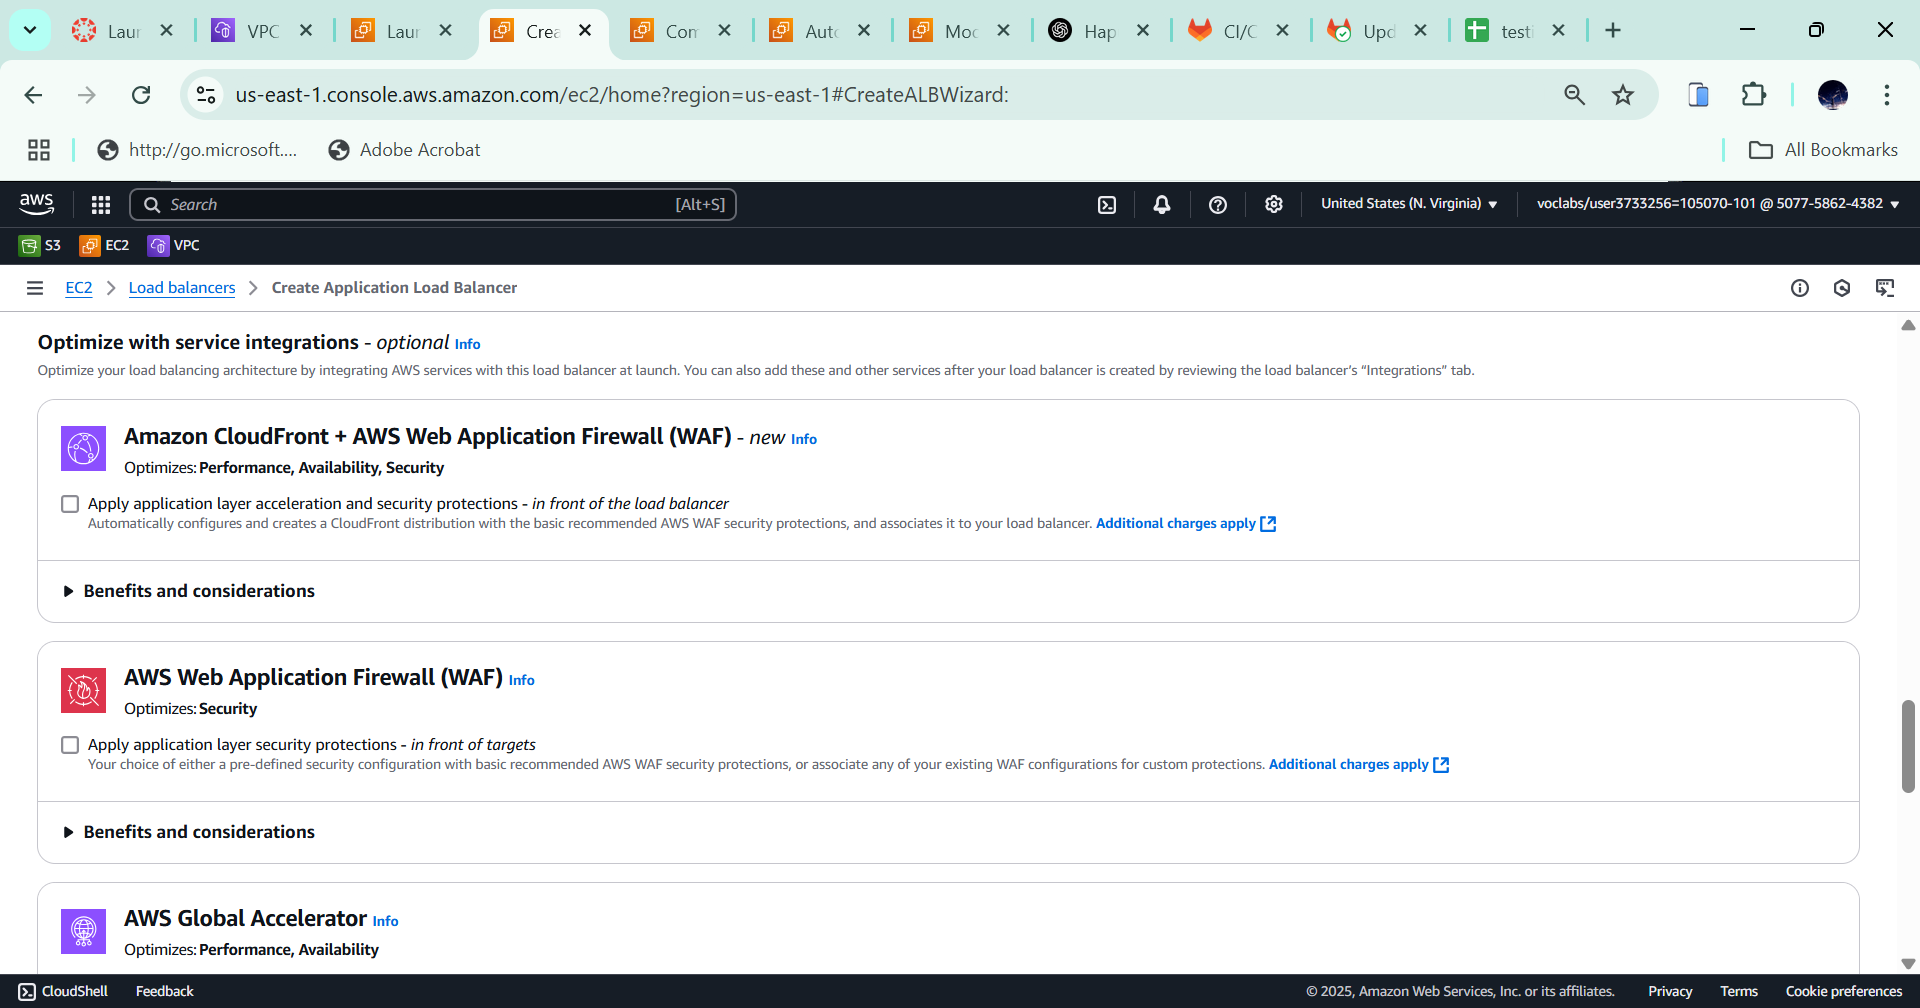 Laun
VPC
Laun
Crea
Com
Auto
Moc
Hap
CI/C
Upd
testi
us-east-1.console.aws.amazon.com/ec2/home?region=us-east-1#CreateALBWizard:
http://go.microsoft....
Adobe Acrobat
All Bookmarks
aws
Search
[Alt+S]
United States (N. Virginia)
voclabs/user3733256=105070-101 @ 5077-5862-4382
S3
EC2
VPC
EC2
Load balancers
Create Application Load Balancer
Optimize with service integrations - optional Info
Optimize your load balancing architecture by integrating AWS services with this load balancer at launch. You can also add these and other services after your load balancer is created by reviewing the load balancer's “Integrations” tab.
Amazon CloudFront + AWS Web Application Firewall (WAF) - new Info
Optimizes: Performance, Availability, Security
Apply application layer acceleration and security protections - in front of the load balancer
Automatically configures and creates a CloudFront distribution with the basic recommended AWS WAF security protections, and associates it to your load balancer. Additional charges apply
Benefits and considerations
AWS Web Application Firewall (WAF) Info
Optimizes: Security
Apply application layer security protections - in front of targets
Your choice of either a pre-defined security configuration with basic recommended AWS WAF security protections, or associate any of your existing WAF configurations for custom protections. Additional charges apply
Benefits and considerations
AWS Global Accelerator Info
Optimizes: Performance, Availability
CloudShell
Feedback
© 2025, Amazon Web Services, Inc. or its affiliates.
Privacy
Terms
Cookie preferences